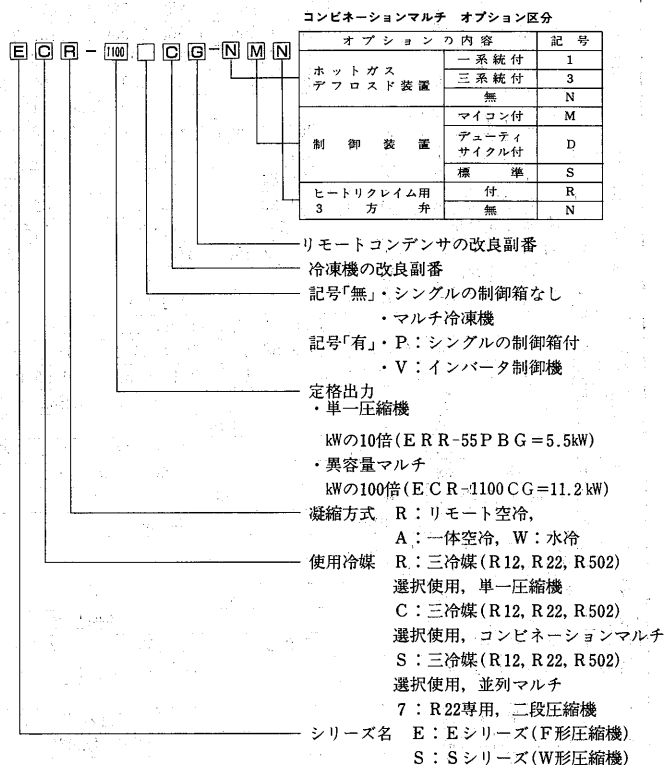 コンビネーションマルチ オプション区分
オプションの内容 記号
ホットガス
デフロスド装置
一系統付 1
三系統付 3
無 N
制御装置
マイコン付 M
デューティ
サイクル付 D
標準 S
ヒートリクレイム用
3方弁
付 R
無 N
E C R - 1100 □ C G - N M N
リモートコンデンサの改良副番
冷凍機の改良副番
記号「無」・シングルの制御箱なし
・マルチ冷凍機
記号「有」・P:シングルの制御箱付
・V:インバータ制御機
定格出力
・単一圧縮機
kWの10倍(ERR-55PBG=5.5kW)
・異容量マルチ
kWの100倍(ECR-1100CG=11.2kW)
凝縮方式 R:リモート空冷,
A:一体空冷, W:水冷
使用冷媒 R:三冷媒(R12, R22, R502)
選択使用, 単一圧縮機
C:三冷媒(R12, R22, R502)
選択使用, コンビネーションマルチ
S:三冷媒(R12, R22, R502)
選択使用, 並列マルチ
7:R22専用, 二段圧縮機
シリーズ名 E:Eシリーズ(F形圧縮機)
S:Sシリーズ(W形圧縮機)